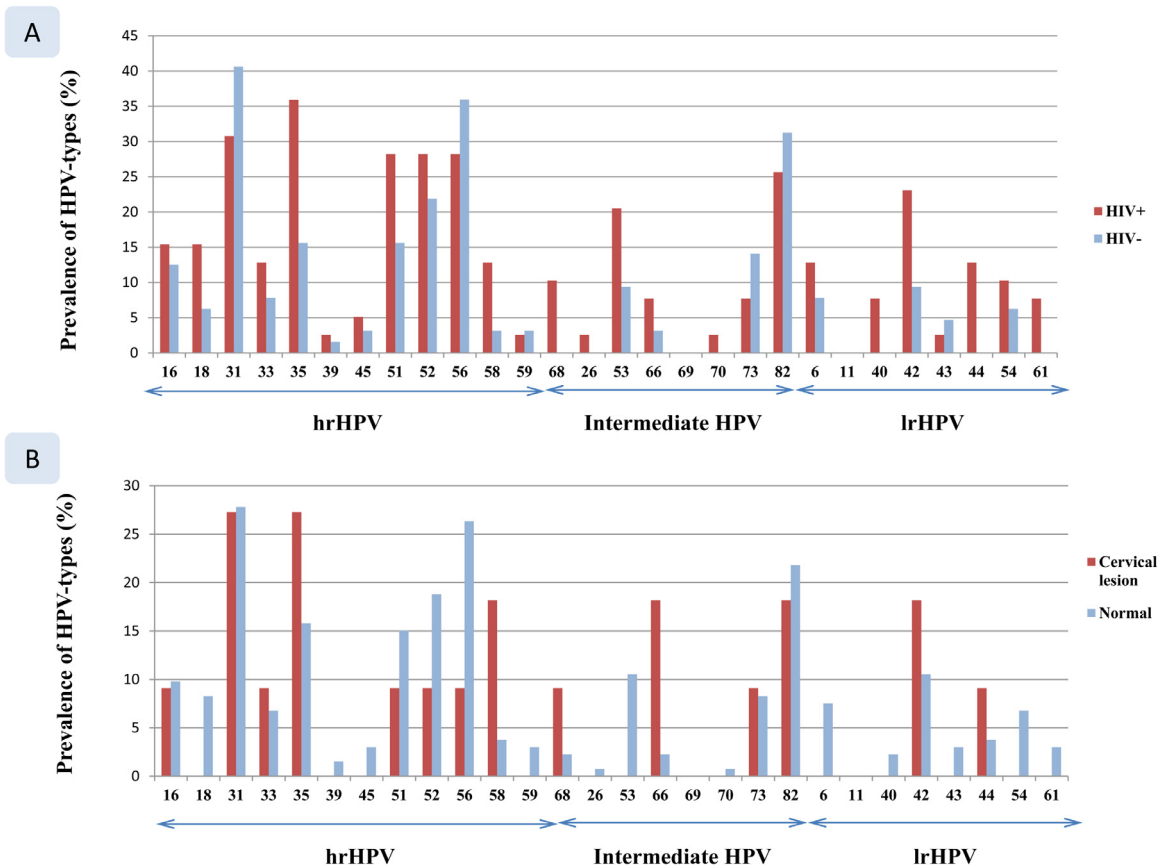 A
Prevalence of HPV-types (%)
45
40
35
30
25
20
15
10
5
0
16 18 31 33 35 39 45 51 52 56 58 59 68 26 53 66 69 70 73 82 6 11 40 42 43 44 54 61
hrHPV Intermediate HPV lrHPV
HIV+
HIV-
B
Prevalence of HPV-types (%)
30
25
20
15
10
5
0
16 18 31 33 35 39 45 51 52 56 58 59 68 26 53 66 69 70 73 82 6 11 40 42 43 44 54 61
hrHPV Intermediate HPV lrHPV
Cervical
lesion
Normal